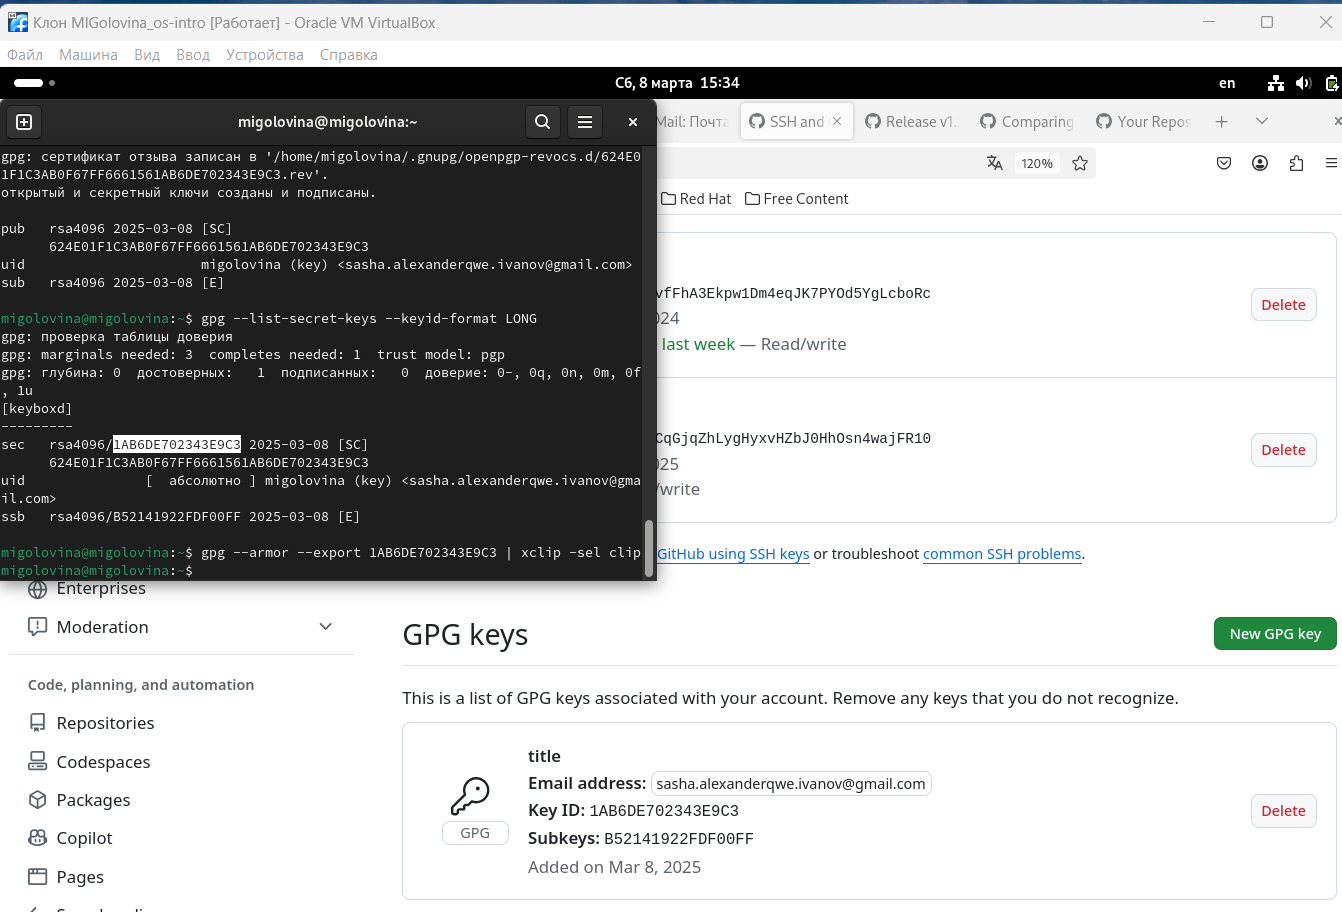 Клон MIGolovina_os-intro [Работает] - Oracle VM VirtualBox
Файл Машина Вид Ввод Устройства Справка
Сб, 8 марта 15:34
en
migolovina@migolovina:~
gpg: сертификат отзыва записан в '/home/migolovina/.gnupg/openpgp-revocs.d/624E0
1F1C3AB0F67FF6661561AB6DE702343E9C3.rev'.
открытый и секретный ключи созданы и подписаны.
pub   rsa4096 2025-03-08 [SC]
624E01F1C3AB0F67FF6661561AB6DE702343E9C3
uid                      migolovina (key) <sasha.alexanderqwe.ivanov@gmail.com>
sub   rsa4096 2025-03-08 [E]
migolovina@migolovina:~$ gpg --list-secret-keys --keyid-format LONG
gpg: проверка таблицы доверия
gpg: marginals needed: 3  completes needed: 1  trust model: pgp
gpg: глубина: 0  достоверных:   1  подписанных:   0  доверие: 0-, 0q, 0n, 0m, 0f
, 1u
[keyboxd]
---------
sec   rsa4096/1AB6DE702343E9C3 2025-03-08 [SC]
624E01F1C3AB0F67FF6661561AB6DE702343E9C3
uid               [  абсолютно ] migolovina (key) <sasha.alexanderqwe.ivanov@gma
il.com>
ssb   rsa4096/B52141922FDF00FF 2025-03-08 [E]
migolovina@migolovina:~$ gpg --armor --export 1AB6DE702343E9C3 | xclip -sel clip
migolovina@migolovina:~$
Mail: Почта
SSH and
Release v1.
Comparing
Your Repos
120%
Red Hat
Free Content
vfFhA3Ekpw1Dm4eqJK7PYOd5YgLcboRc
024
last week — Read/write
Delete
CqGjqZhLygHyxvHZbJ0HhOsn4wajFR10
025
/write
Delete
GitHub using SSH keys or troubleshoot common SSH problems.
Enterprises
Moderation
Code, planning, and automation
Repositories
Codespaces
Packages
Copilot
Pages
GPG keys
New GPG key
This is a list of GPG keys associated with your account. Remove any keys that you do not recognize.
title
Email address: sasha.alexanderqwe.ivanov@gmail.com
Key ID: 1AB6DE702343E9C3
Subkeys: B52141922FDF00FF
Added on Mar 8, 2025
GPG
Delete